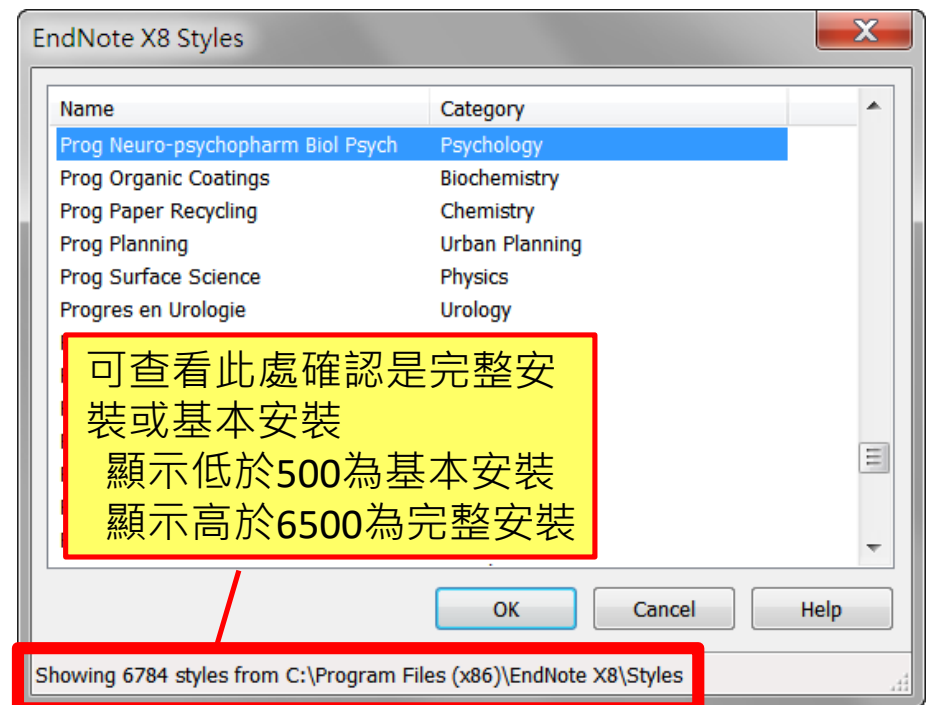 EndNote X8 Styles
Name Category
Prog Neuro-psychopharm Biol Psych Psychology
Prog Organic Coatings Biochemistry
Prog Paper Recycling Chemistry
Prog Planning Urban Planning
Prog Surface Science Physics
Progres en Urologie Urology
可查看此處確認是完整安
裝或基本安裝
顯示低於500為基本安裝
顯示高於6500為完整安裝
OK Cancel Help
Showing 6784 styles from C:\Program Files (x86)\EndNote X8\Styles